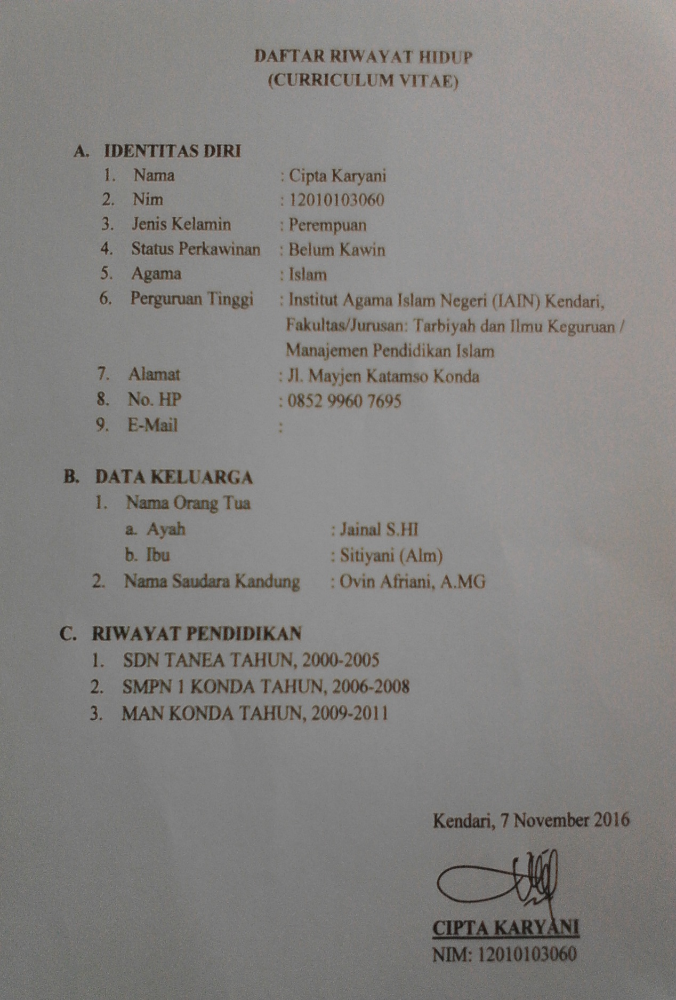 DAFTAR RIWAYAT HIDUP
(CURRICULUM VITAE)
A. IDENTITAS DIRI
1. Nama : Cipta Karyani
2. Nim : 12010103060
3. Jenis Kelamin : Perempuan
4. Status Perkawinan : Belum Kawin
5. Agama : Islam
6. Perguruan Tinggi : Institut Agama Islam Negeri (IAIN) Kendari,
Fakultas/Jurusan: Tarbiyah dan Ilmu Keguruan /
Manajemen Pendidikan Islam
7. Alamat : Jl. Mayjen Katamso Konda
8. No. HP : 0852 9960 7695
9. E-Mail :
B. DATA KELUARGA
1. Nama Orang Tua
a. Ayah : Jainal S.HI
b. Ibu : Sitiyani (Alm)
2. Nama Saudara Kandung : Ovin Afriani, A.MG
C. RIWAYAT PENDIDIKAN
1. SDN TANEA TAHUN, 2000-2005
2. SMPN 1 KONDA TAHUN, 2006-2008
3. MAN KONDA TAHUN, 2009-2011
Kendari, 7 November 2016
CIPTA KARYANI
NIM: 12010103060